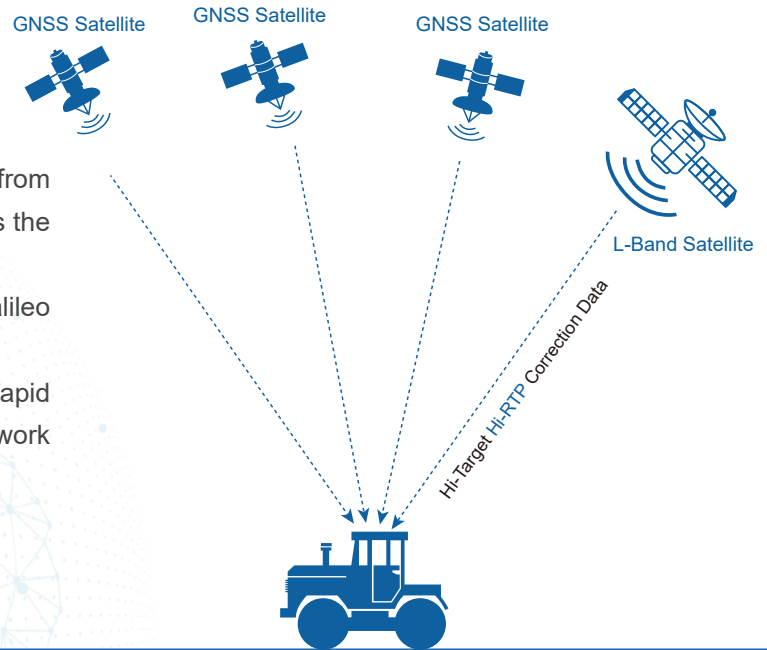 GNSS Satellite
GNSS Satellite
GNSS Satellite
from
s the
L-Band Satellite
lileo
Hi-Target Hi-RTP Correction Data
apid
work